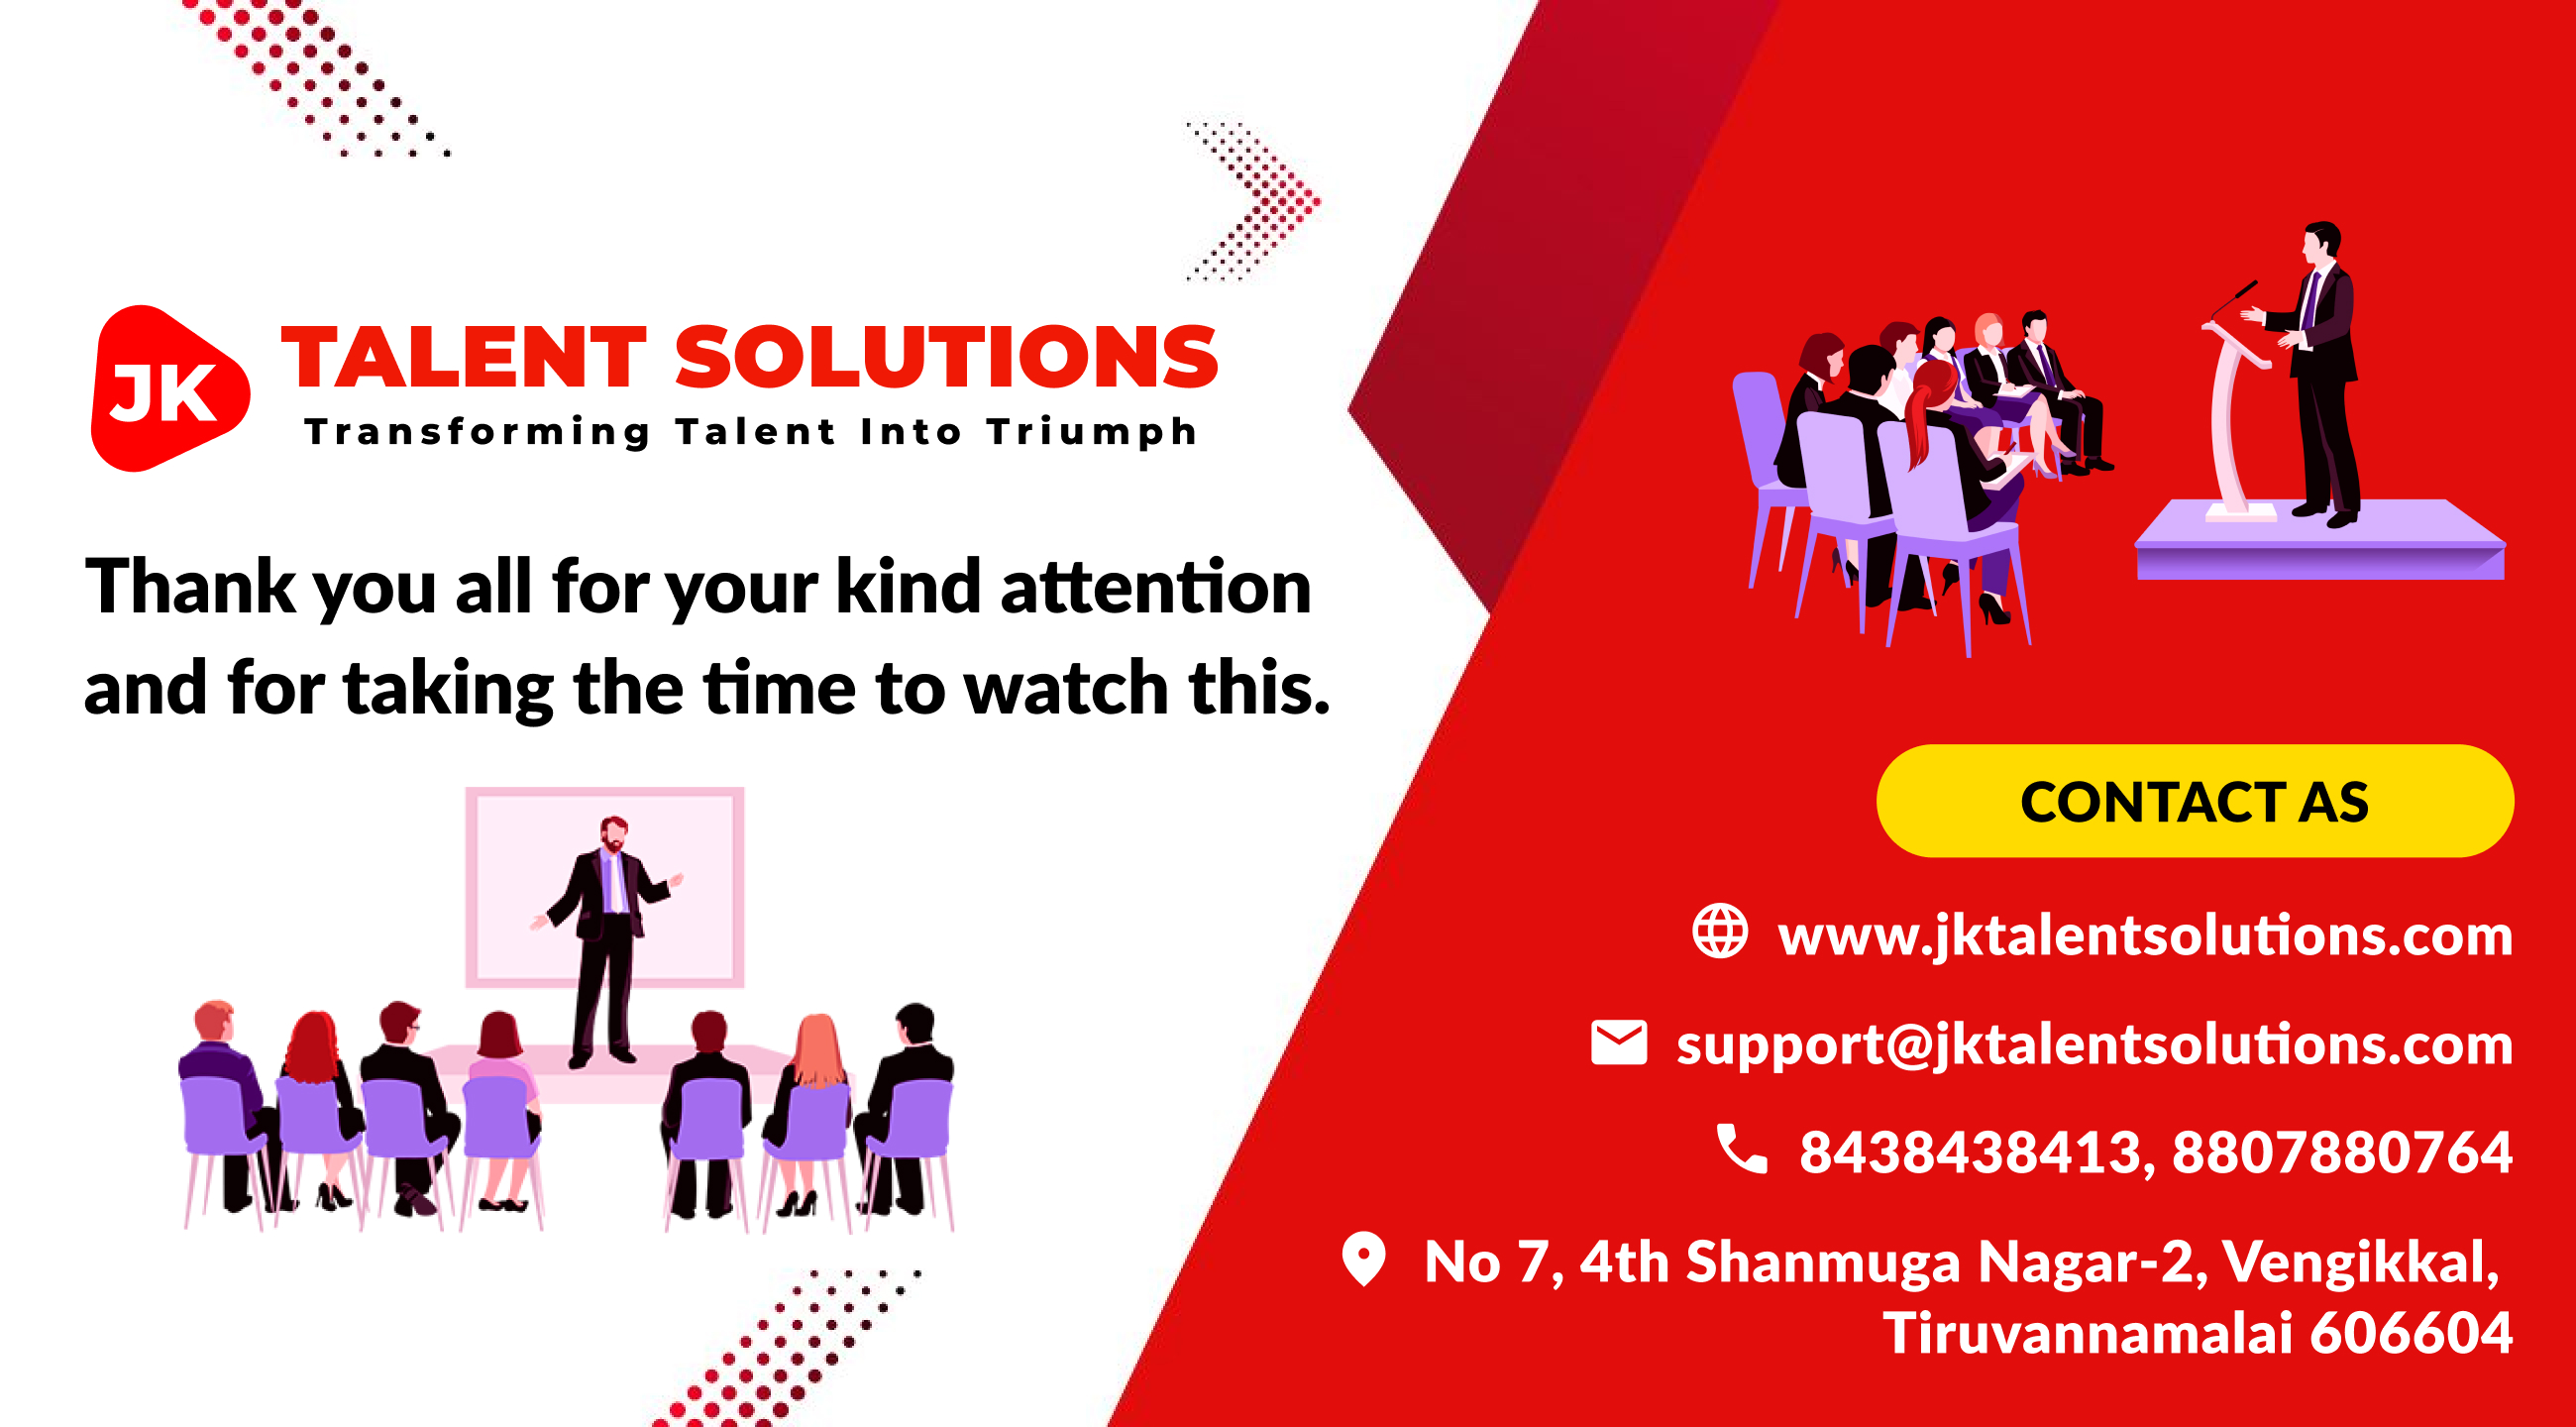 JK
TALENT SOLUTIONS
Transforming Talent Into Triumph
Thank you all for your kind attention
and for taking the time to watch this.
CONTACT AS
www.jktalentsolutions.com
support@jktalentsolutions.com
8438438413, 8807880764
No 7, 4th Shanmuga Nagar-2, Vengikkal,
Tiruvannamalai 606604